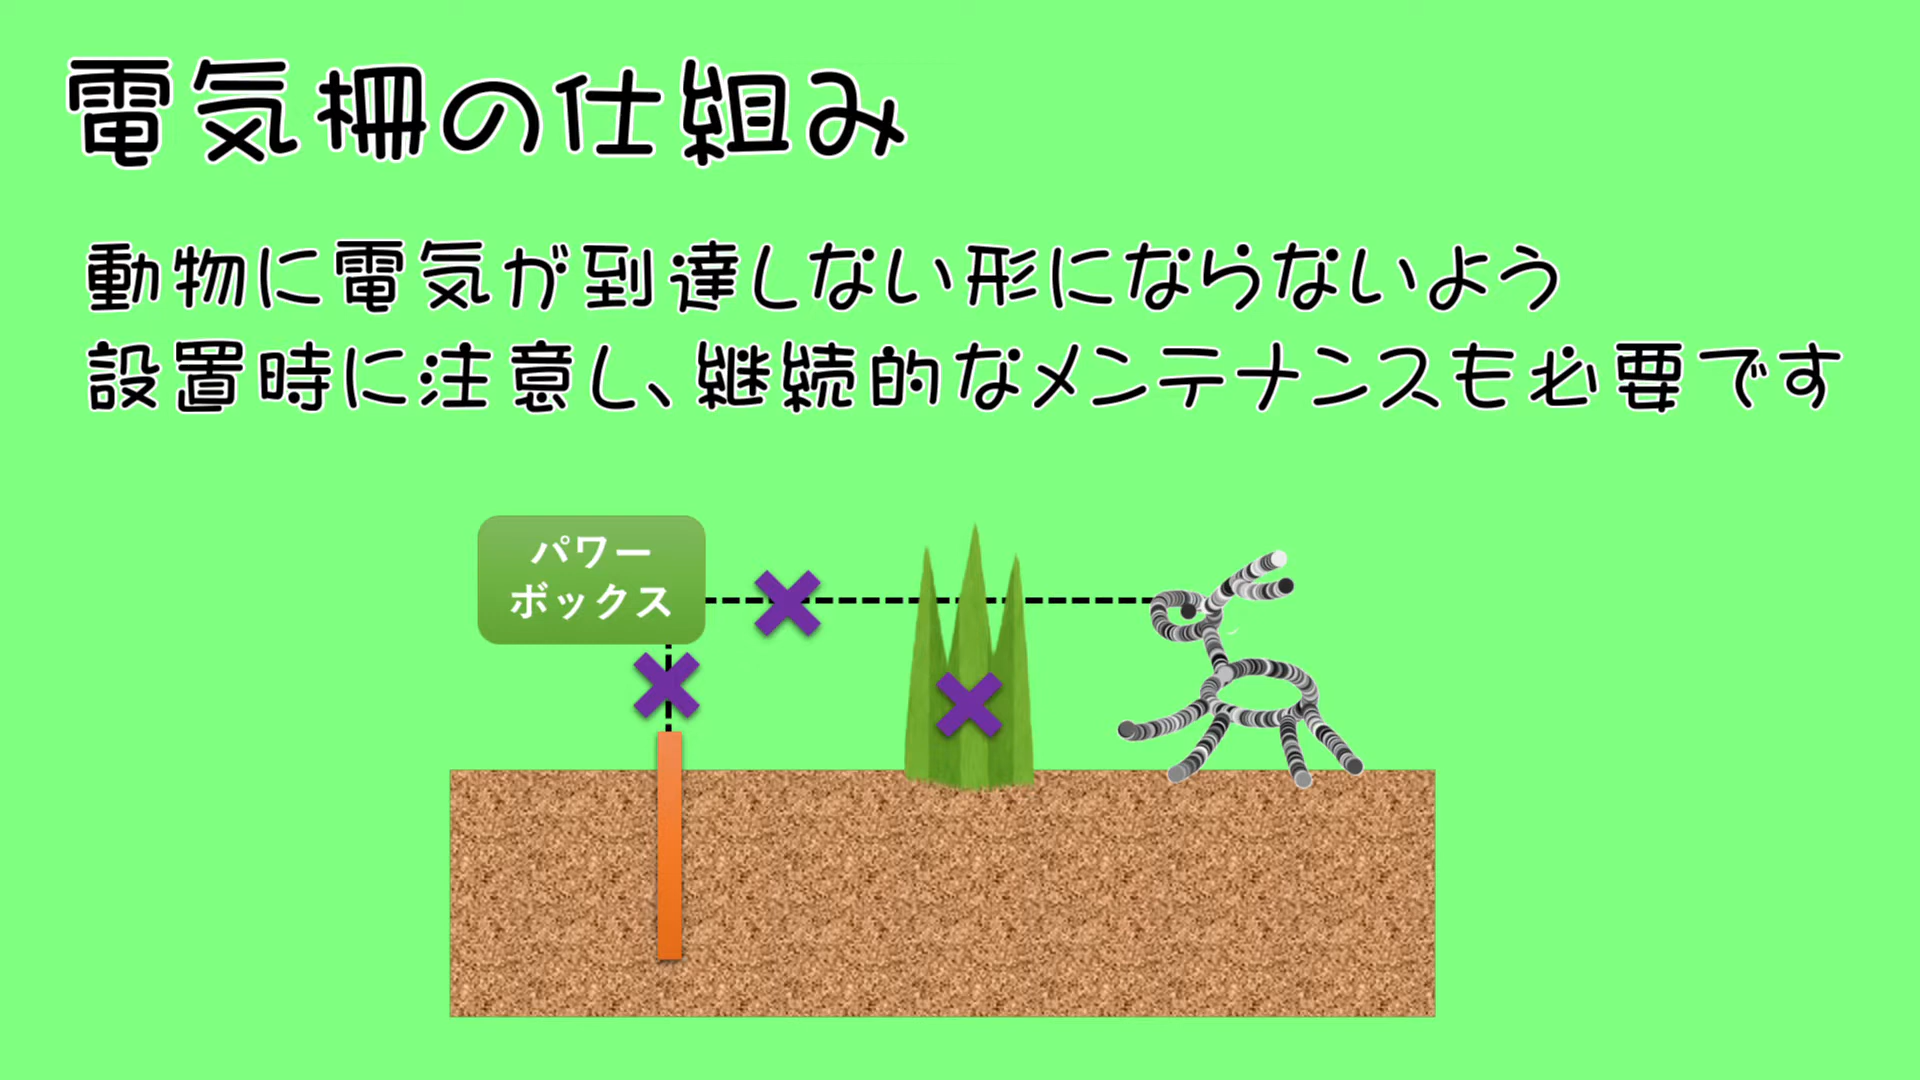 電気柵の仕組み
動物に電気が到達しない形にならないよう
設置時に注意し、継続的なメンテナンスも必要です
パワー
ボックス